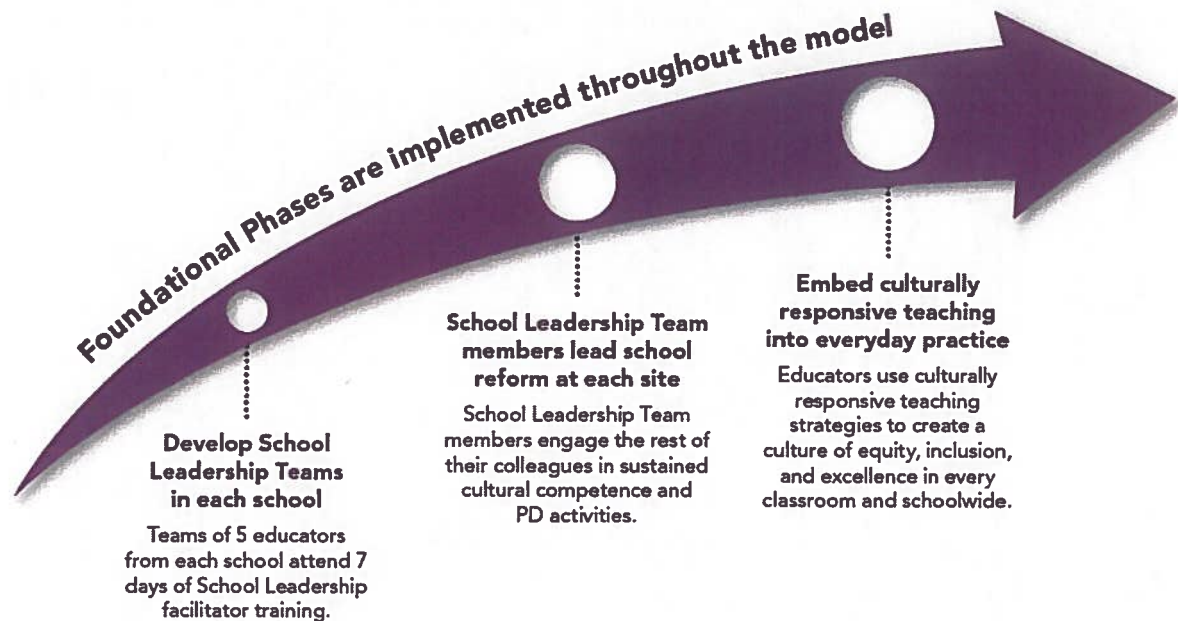 Foundational Phases are implemented throughout the model
Develop School
Leadership Teams
in each school
Teams of 5 educators
from each school attend 7
days of School Leadership
facilitator training.
School Leadership Team
members lead school
reform at each site
School Leadership Team
members engage the rest of
their colleagues in sustained
cultural competence and
PD activities.
Embed culturally
responsive teaching
into everyday practice
Educators use culturally
responsive teaching
strategies to create a
culture of equity, inclusion,
and excellence in every
classroom and schoolwide.